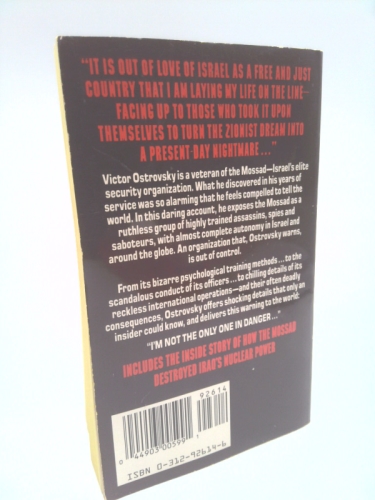 "IT IS OUT OF LOVE OF ISRAEL AS A FREE AND JUST
COUNTRY THAT I AM LAYING MY LIFE ON THE LINE—
FACING UP TO THOSE WHO TOOK IT UPON
THEMSELVES TO TURN THE ZIONIST DREAM INTO
A PRESENT-DAY NIGHTMARE..."
Victor Ostrovsky is a veteran of the Mossad—Israel's elite
security organization. What he discovered in his years of
service was so alarming that he feels compelled to tell the
world. In this daring account, he exposes the Mossad as a
ruthless group of highly trained assassins, spies and
saboteurs, with almost complete autonomy in Israel and
around the globe. An organization that, Ostrovsky warns,
is out of control.
From its bizarre psychological training methods...to the
scandalous conduct of its officers...to chilling details of its
reckless international operations—and their often deadly
consequences, Ostrovsky offers shocking details that only an
insider could know, and delivers this warning to the world:
"I'M NOT THE ONLY ONE IN DANGER..."
INCLUDES THE INSIDE STORY OF HOW THE MOSSAD
DESTROYED IRAQ'S NUCLEAR POWER
92614
0 44903 00599 1
ISBN 0-312-92614-6